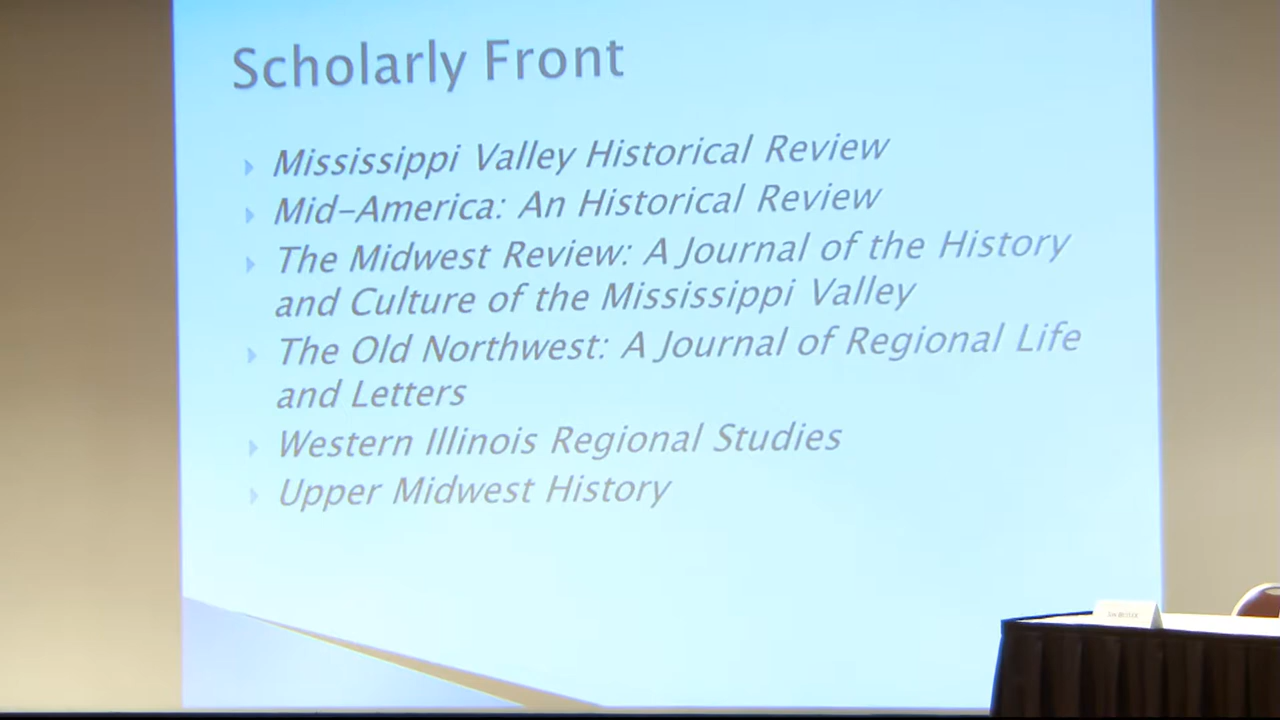 Scholarly Front
Mississippi Valley Historical Review
Mid-America: An Historical Review
The Midwest Review: A Journal of the History
and Culture of the Mississippi Valley
The Old Northwest: A Journal of Regional Life
and Letters
Western Illinois Regional Studies
Upper Midwest History